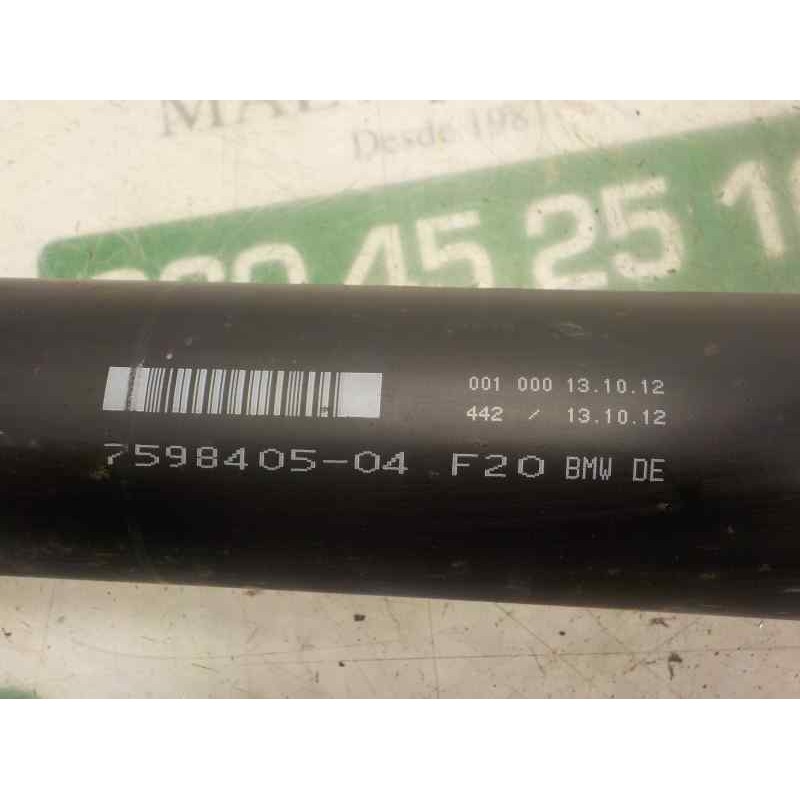 Desde
45 25
001 000 13.10.12
442 / 13.10.12
7598405-04 F20 BMW DE